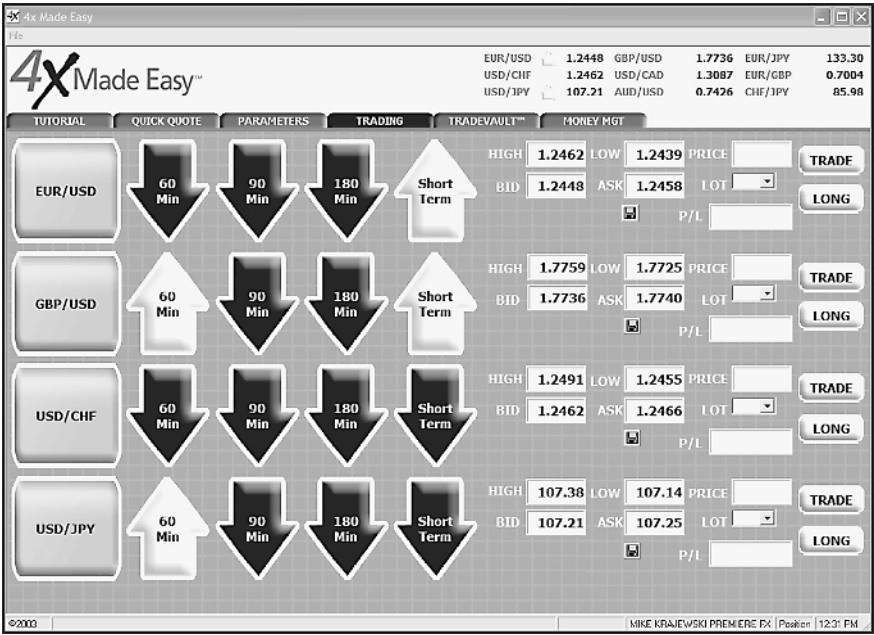 4x Made Easy
File
4x Made Easy™
EUR/USD 1.2448 GBP/USD 1.7736 EUR/JPY 133.30
USD/CHF 1.2462 USD/CAD 1.3087 EUR/GBP 0.7004
USD/JPY 107.21 AUD/USD 0.7426 CHF/JPY 85.98
TUTORIAL QUICK QUOTE PARAMETERS TRADING TRADEVAULT™ MONEY MGT
EUR/USD
60 Min
90 Min
180 Min
Short Term
HIGH 1.2462 LOW 1.2439 PRICE TRADE
BID 1.2448 ASK 1.2458 LOT LONG
P/L
GBP/USD
60 Min
90 Min
180 Min
Short Term
HIGH 1.7759 LOW 1.7725 PRICE TRADE
BID 1.7736 ASK 1.7740 LOT LONG
P/L
USD/CHF
60 Min
90 Min
180 Min
Short Term
HIGH 1.2491 LOW 1.2455 PRICE TRADE
BID 1.2462 ASK 1.2466 LOT LONG
P/L
USD/JPY
60 Min
90 Min
180 Min
Short Term
HIGH 107.38 LOW 107.14 PRICE TRADE
BID 107.21 ASK 107.25 LOT LONG
P/L
©2003 MIKE KRAJEWSKI PREMIERE FX Position 12:31 PM